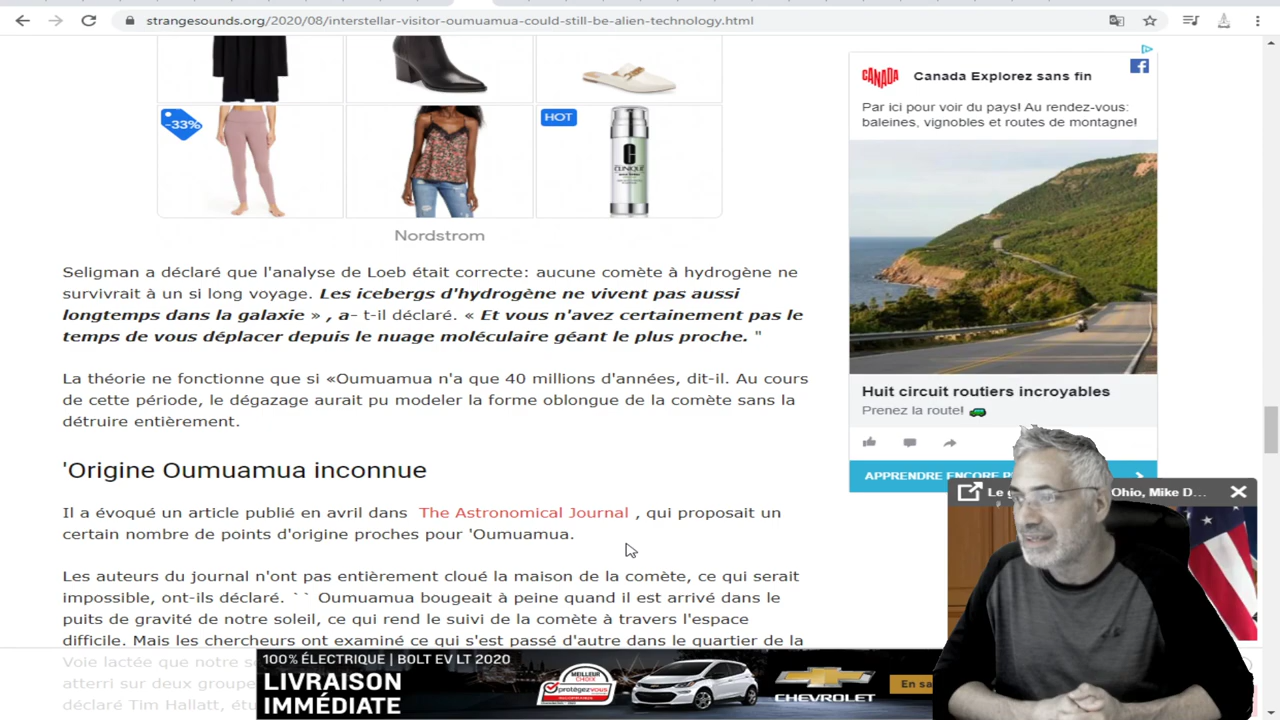 strangesounds.org/2020/08/interstellar-visitor-oumuamua-could-still-be-alien-technology.html
-33%
HOT
CLINIQUE
Nordstrom
Seligman a déclaré que l'analyse de Loeb était correcte: aucune comète à hydrogène ne
survivrait à un si long voyage. Les icebergs d'hydrogène ne vivent pas aussi
longtemps dans la galaxie » , a- t-il déclaré. « Et vous n'avez certainement pas le
temps de vous déplacer depuis le nuage moléculaire géant le plus proche. "
La théorie ne fonctionne que si «Oumuamua n'a que 40 millions d'années, dit-il. Au cours
de cette période, le dégazage aurait pu modeler la forme oblongue de la comète sans la
détruire entièrement.
'Origine Oumuamua inconnue
Il a évoqué un article publié en avril dans The Astronomical Journal , qui proposait un
certain nombre de points d'origine proches pour 'Oumuamua.
Les auteurs du journal n'ont pas entièrement cloué la maison de la comète, ce qui serait
impossible, ont-ils déclaré. `` Oumuamua bougeait à peine quand il est arrivé dans le
puits de gravité de notre soleil, ce qui rend le suivi de la comète à travers l'espace
difficile. Mais les chercheurs ont examiné ce qui s'est passé d'autre dans le quartier de la
Voie lactée que notre s
atterri sur deux groupe
déclaré Tim Hallatt, étu
CANADA
Canada Explorez sans fin
Par ici pour voir du pays! Au rendez-vous:
baleines, vignobles et routes de montagne!
Huit circuit routiers incroyables
Prenez la route!
APPRENDRE ENCORE P
Le g
Ohio, Mike D...
100% ÉLECTRIQUE | BOLT EV LT 2020
LIVRAISON
IMMÉDIATE
MEILLEUR
CHOIX
protégezvous
CHEVROLET
En sa